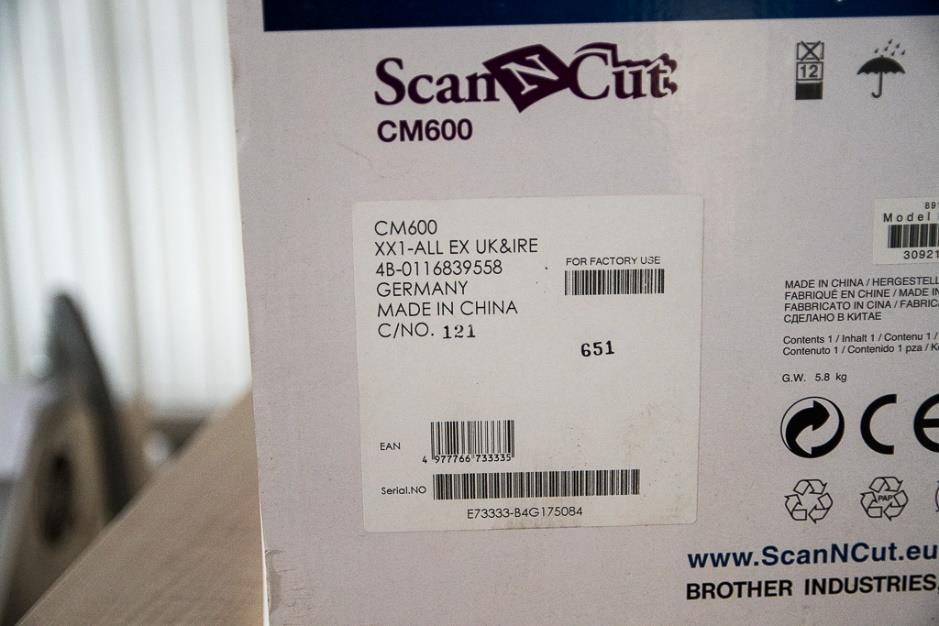 ScanNCut
CM600
12
CM600
XX1-ALL EX UK&IRE
4B-0116839558
GERMANY
MADE IN CHINA
C/NO. 121
FOR FACTORY USE
651
EAN
4 977766 733335
Serial.NO
E73333-B4G175084
Model
MADE IN CHINA / HERGESTELL
FABRIQUÉ EN CHINE / MADE IN
FABBRICATO IN CINA / FABRIC
СДЕЛАНО В КИТАЕ
Contents 1 / Inhalt 1 / Contenu 1 /
Contenuto 1 / Contenido 1 pza /
G.W. 5.8 kg
CE
PAP
www.ScanNCut.eu
BROTHER INDUSTRIES,